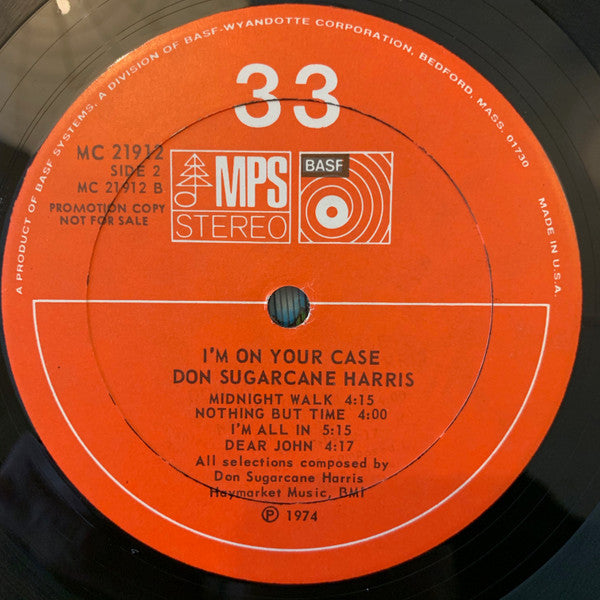 A PRODUCT OF BASF SYSTEMS, A DIVISION OF BASF-WYANDOTTE CORPORATION, BEDFORD, MASS. 01730
33
MC 21912
SIDE 2
MC 21912 B
PROMOTION COPY
NOT FOR SALE
MPS
STEREO
BASF
MADE IN U.S.A.
I'M ON YOUR CASE
DON SUGARCANE HARRIS
MIDNIGHT WALK 4:15
NOTHING BUT TIME 4:00
I'M ALL IN 5:15
DEAR JOHN 4:17
All selections composed by
Don Sugarcane Harris
Haymarket Music, BMI
℗ 1974